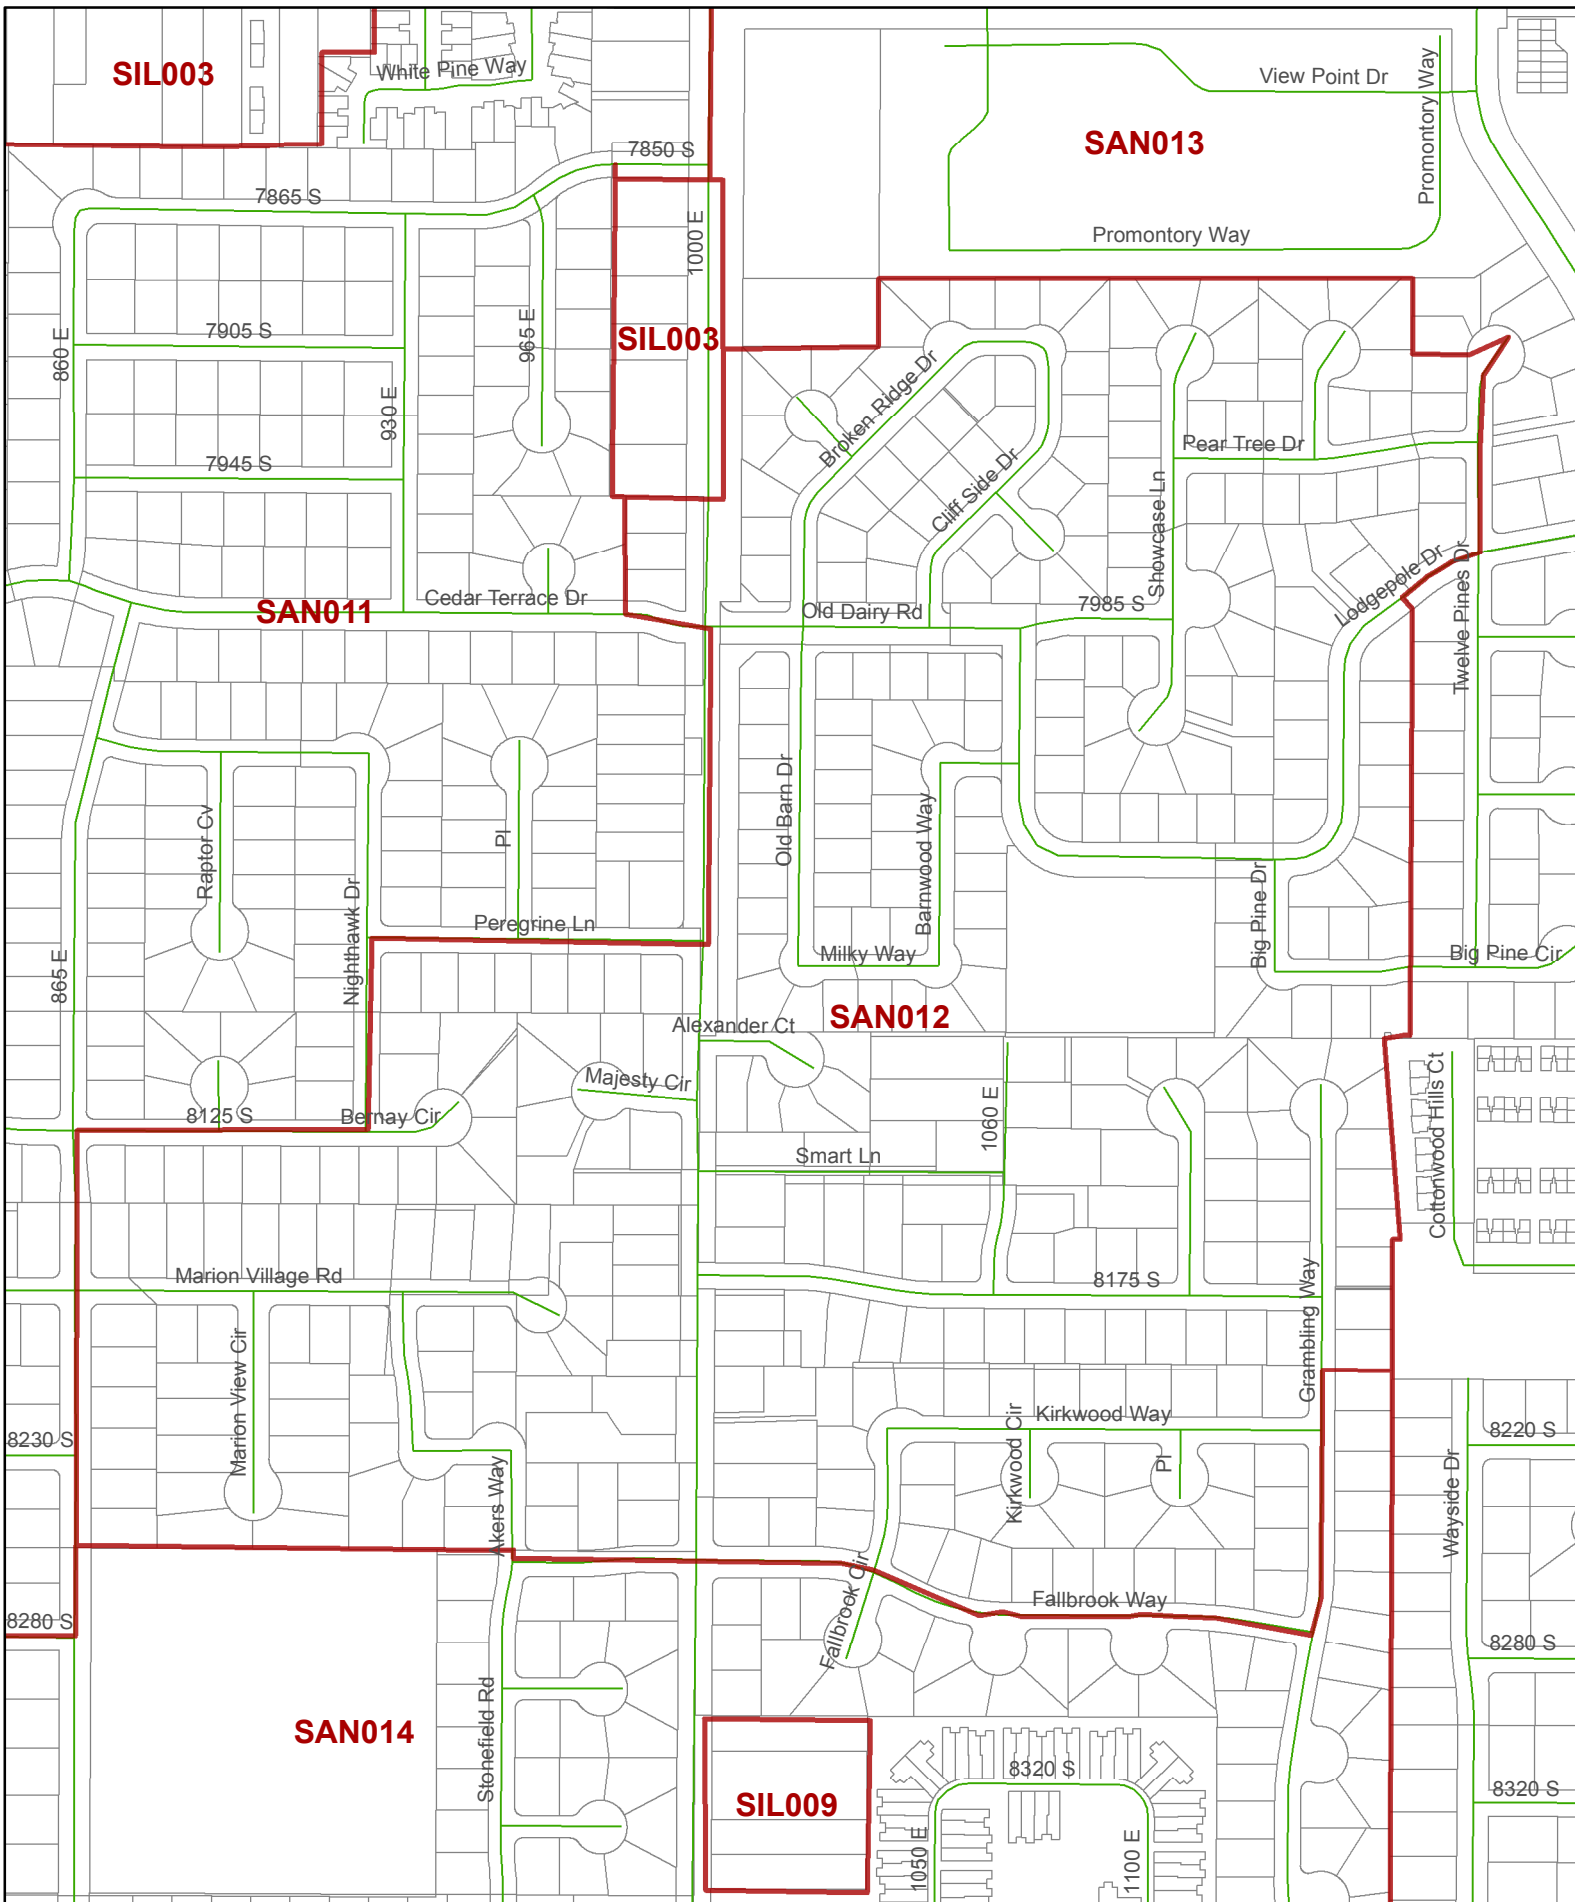 SIL003
White Pine Way
View Point Dr
Promontory Way
SAN013
7850 S
7865 S
1000 E
Promontory Way
860 E
7905 S
965 E
SIL003
Broken Ridge Dr
930 E
7945 S
Cliff Side Dr
Pear Tree Dr
Showcase Ln
Lodgepole Dr
Twelve Pines Dr
SAN011
Cedar Terrace Dr
Old Dairy Rd
7985 S
Raptor Cv
Pl
Old Barn Dr
Barnwood Way
Nighthawk Dr
Peregrine Ln
Big Pine Dr
Milky Way
Big Pine Cir
865 E
SAN012
Alexander Ct
Majesty Cir
8125 S
Bernay Cir
1060 E
Smart Ln
Cottonwood Hills Ct
Marion Village Rd
8175 S
Grambling Way
Marion View Cir
Kirkwood Way
Kirkwood Cir
Pl
8230 S
8220 S
Akers Way
Wayside Dr
Fallbrook Cir
Fallbrook Way
8280 S
8280 S
Stonefield Rd
SAN014
8320 S
8320 S
SIL009
1050 E
1100 E